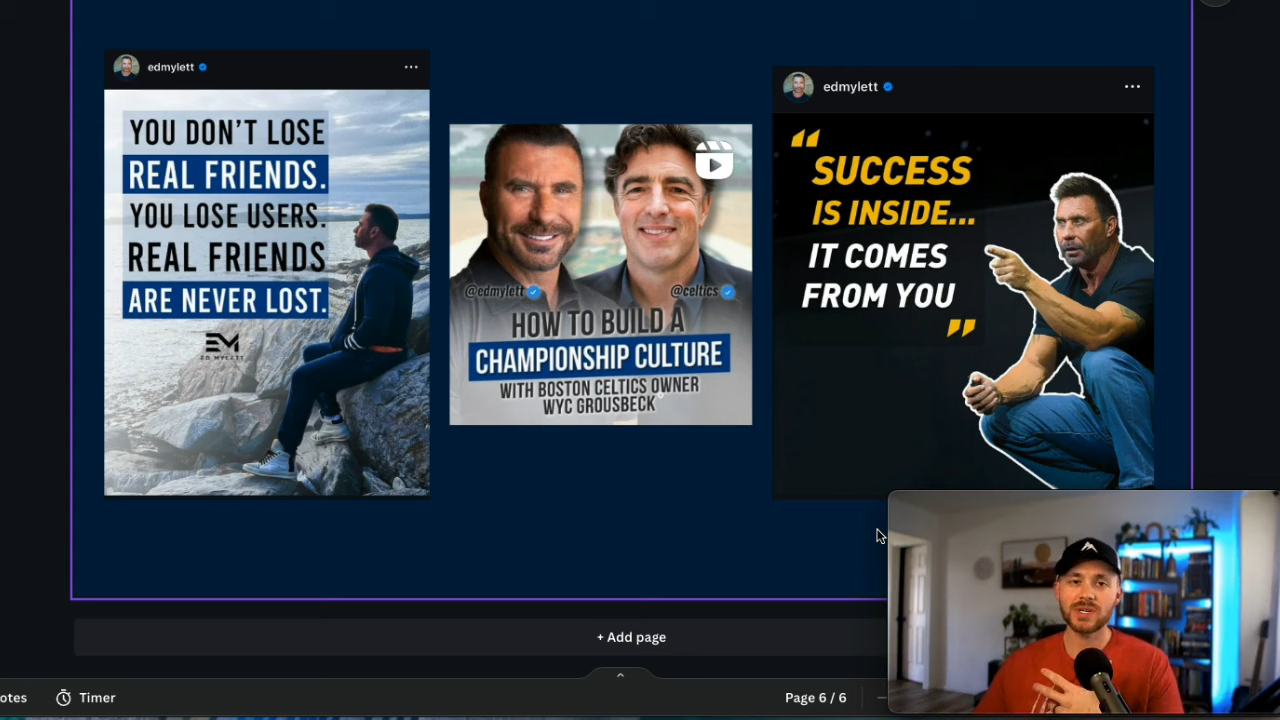 edmylett
YOU DON'T LOSE
REAL FRIENDS.
YOU LOSE USERS.
REAL FRIENDS
ARE NEVER LOST.
EM
ED MYLETT
@edmylett
@celtics
HOW TO BUILD A
CHAMPIONSHIP CULTURE
WITH BOSTON CELTICS OWNER
WYC GROUSBECK
edmylett
“
SUCCESS
IS INSIDE...
IT COMES
FROM YOU
”
+ Add page
otes
Timer
Page 6 / 6